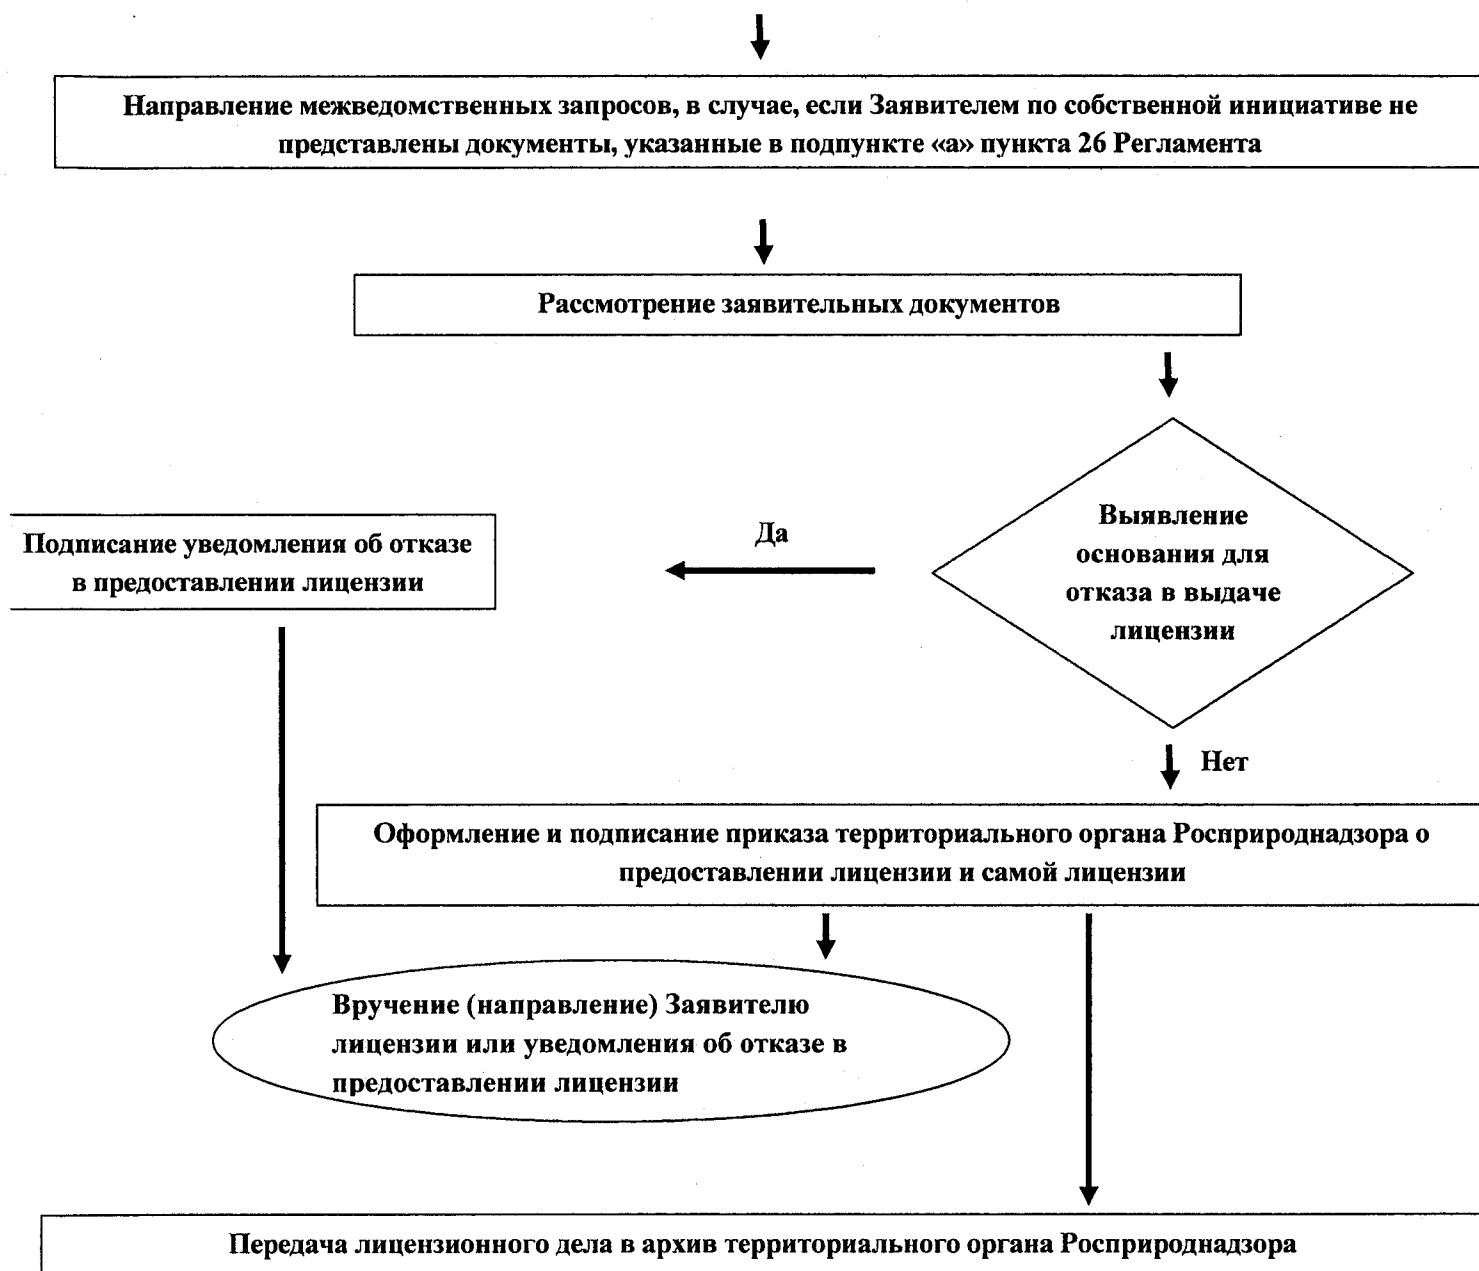 Направление межведомственных запросов, в случае, если Заявителем по собственной инициативе не
представлены документы, указанные в подпункте «а» пункта 26 Регламента
Рассмотрение заявительных документов
Выявление
основания для
отказа в выдаче
лицензии
Да
Подписание уведомления об отказе
в предоставлении лицензии
Нет
Оформление и подписание приказа территориального органа Росприроднадзора о
предоставлении лицензии и самой лицензии
Вручение (направление) Заявителю
лицензии или уведомления об отказе в
предоставлении лицензии
Передача лицензионного дела в архив территориального органа Росприроднадзора